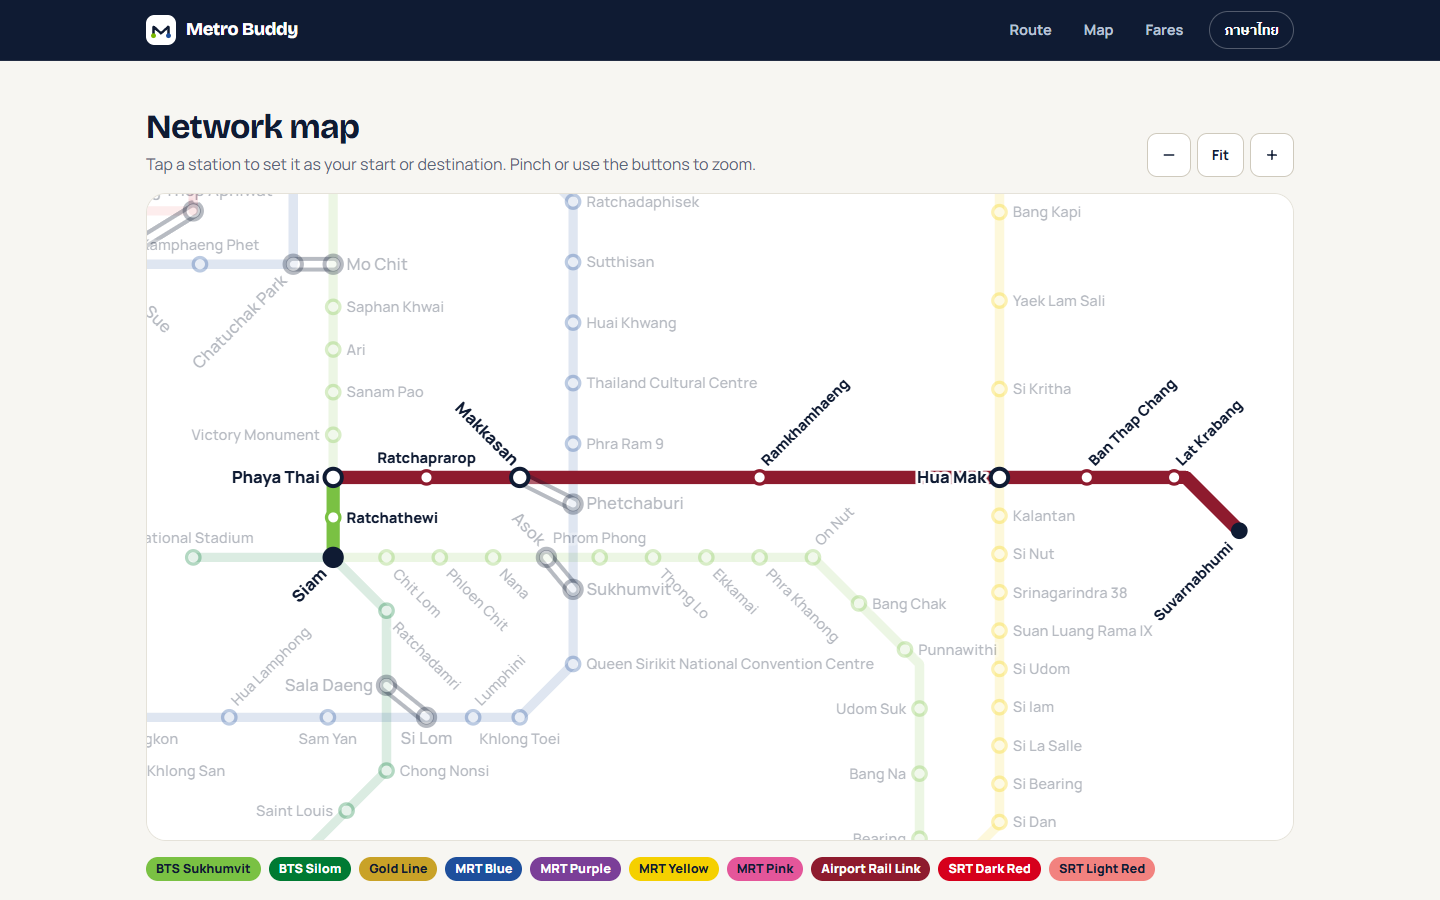 Metro Buddy
Route
Map
Fares
ภาษาไทย
Network map
Tap a station to set it as your start or destination. Pinch or use the buttons to zoom.
−
Fit
+
Ratchadaphisek
Bang Kapi
Kamphaeng Phet
Mo Chit
Sutthisan
Chatuchak Park
Saphan Khwai
Yaek Lam Sali
Sue
Huai Khwang
Ari
Sanam Pao
Thailand Cultural Centre
Si Kritha
Victory Monument
Makkasan
Phra Ram 9
Ramkhamhaeng
Ban Thap Chang
Lat Krabang
Ratchaprarop
Phaya Thai
Hua Mak
Phetchaburi
Ratchathewi
Asok
On Nut
Kalantan
ational Stadium
Phrom Phong
Si Nut
Siam
Chit Lom
Phloen Chit
Nana
Sukhumvit
Thong Lo
Ekkamai
Phra Khanong
Bang Chak
Srinagarindra 38
Suvarnabhumi
Suan Luang Rama IX
Hua Lamphong
Ratchadamri
Lumphini
Punnawithi
Queen Sirikit National Convention Centre
Si Udom
Sala Daeng
Udom Suk
Si Iam
gkon
Sam Yan
Si Lom
Khlong Toei
Si La Salle
Khlong San
Chong Nonsi
Bang Na
Si Bearing
Saint Louis
Si Dan
Bearing
BTS Sukhumvit
BTS Silom
Gold Line
MRT Blue
MRT Purple
MRT Yellow
MRT Pink
Airport Rail Link
SRT Dark Red
SRT Light Red